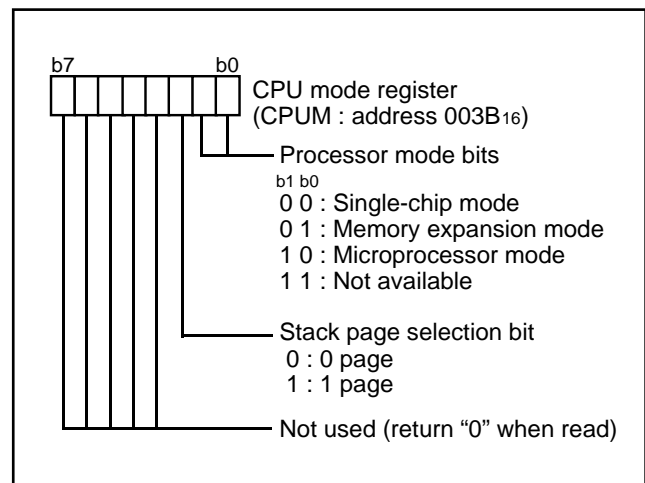 b7 b0
CPU mode register
(CPUM : address 003B16)
Processor mode bits
b1 b0
0 0 : Single-chip mode
0 1 : Memory expansion mode
1 0 : Microprocessor mode
1 1 : Not available
Stack page selection bit
0 : 0 page
1 : 1 page
Not used (return “0” when read)